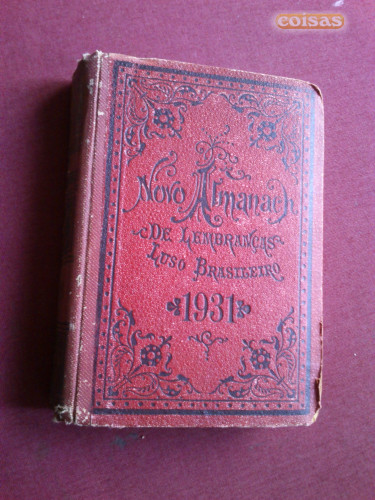 coisas
Novo Almanach
DE LEMBRANÇAS
LUSO BRASILEIRO
1931